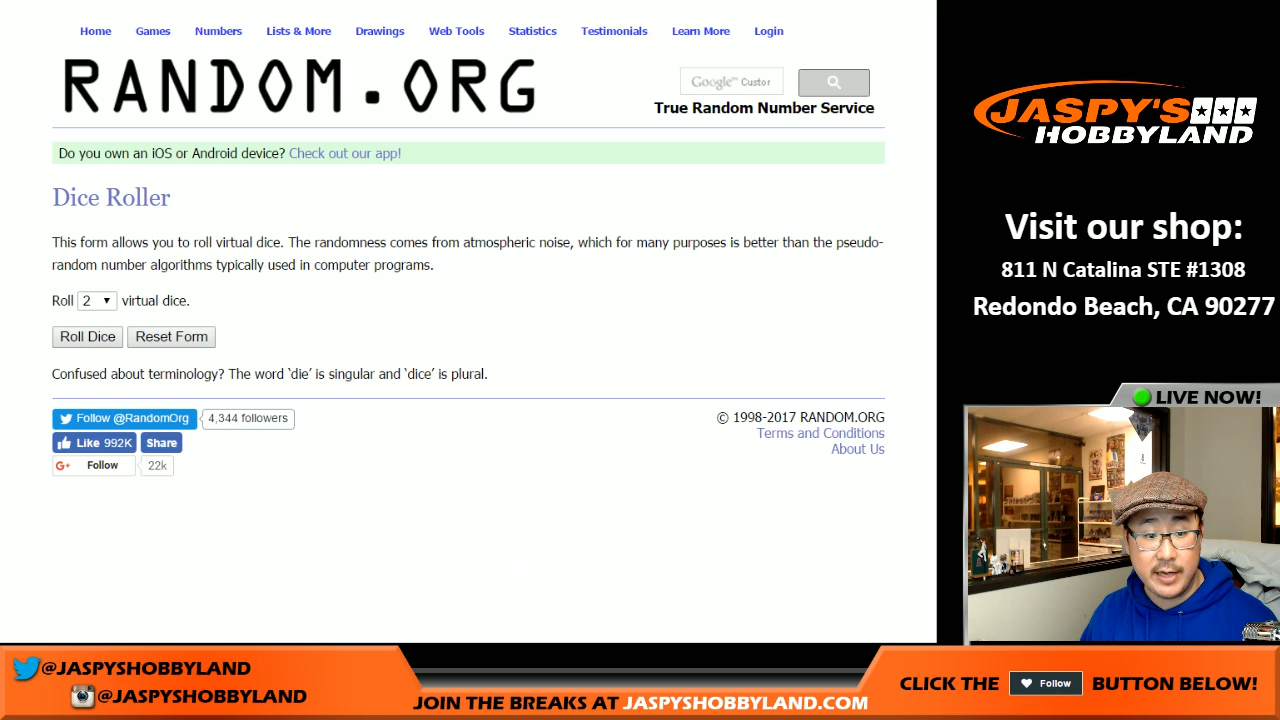 Home Games Numbers Lists & More Drawings Web Tools Statistics Testimonials Learn More Login
RANDOM.ORG
Google™ Custor
True Random Number Service
Do you own an iOS or Android device? Check out our app!
Dice Roller
This form allows you to roll virtual dice. The randomness comes from atmospheric noise, which for many purposes is better than the pseudo-
random number algorithms typically used in computer programs.
Roll 2 virtual dice.
Roll Dice Reset Form
Confused about terminology? The word ‘die’ is singular and ‘dice’ is plural.
Follow @RandomOrg 4,344 followers
Like 992K Share
G+ Follow 22k
© 1998-2017 RANDOM.ORG
Terms and Conditions
About Us
JASPY'S
HOBBYLAND
Visit our shop:
811 N Catalina STE #1308
Redondo Beach, CA 90277
LIVE NOW!
@JASPYSHOBBYLAND
@JASPYSHOBBYLAND
JOIN THE BREAKS AT JASPYSHOBBYLAND.COM
CLICK THE Follow BUTTON BELOW!